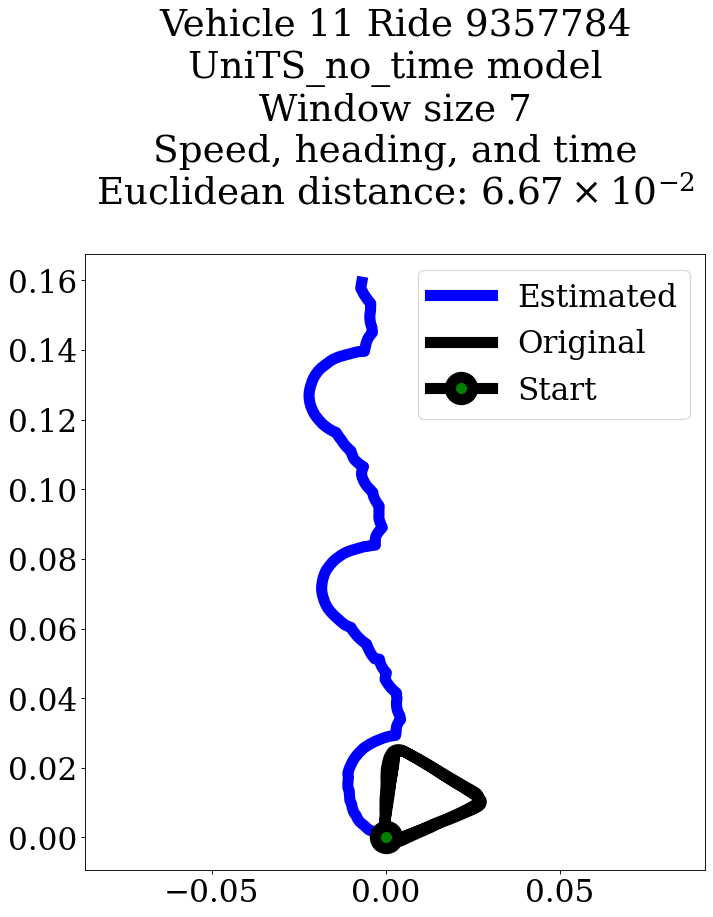 Vehicle 11 Ride 9357784
UniTS_no_time model
Window size 7
Speed, heading, and time
Euclidean distance: 6.67 × 10⁻²
0.16
0.14
0.12
0.10
0.08
0.06
0.04
0.02
0.00
Estimated
Original
Start
−0.05
0.00
0.05